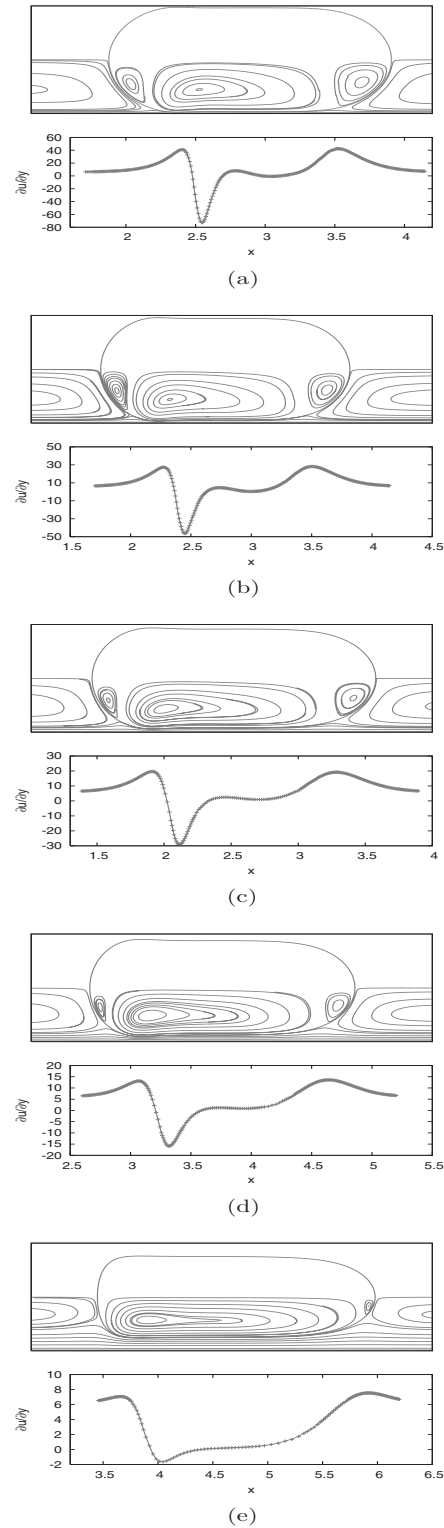 60
40
20
0
-20
-40
-60
-80
∂u/∂y
2 2.5 3 3.5 4
x
(a)
50
30
10
-10
-30
-50
∂u/∂y
1.5 2 2.5 3 3.5 4 4.5
x
(b)
30
20
10
0
-10
-20
-30
∂u/∂y
1.5 2 2.5 3 3.5 4
x
(c)
20
15
10
5
0
-5
-10
-15
-20
∂u/∂y
2.5 3 3.5 4 4.5 5 5.5
x
(d)
10
8
6
4
2
0
-2
∂u/∂y
3.5 4 4.5 5 5.5 6 6.5
x
(e)